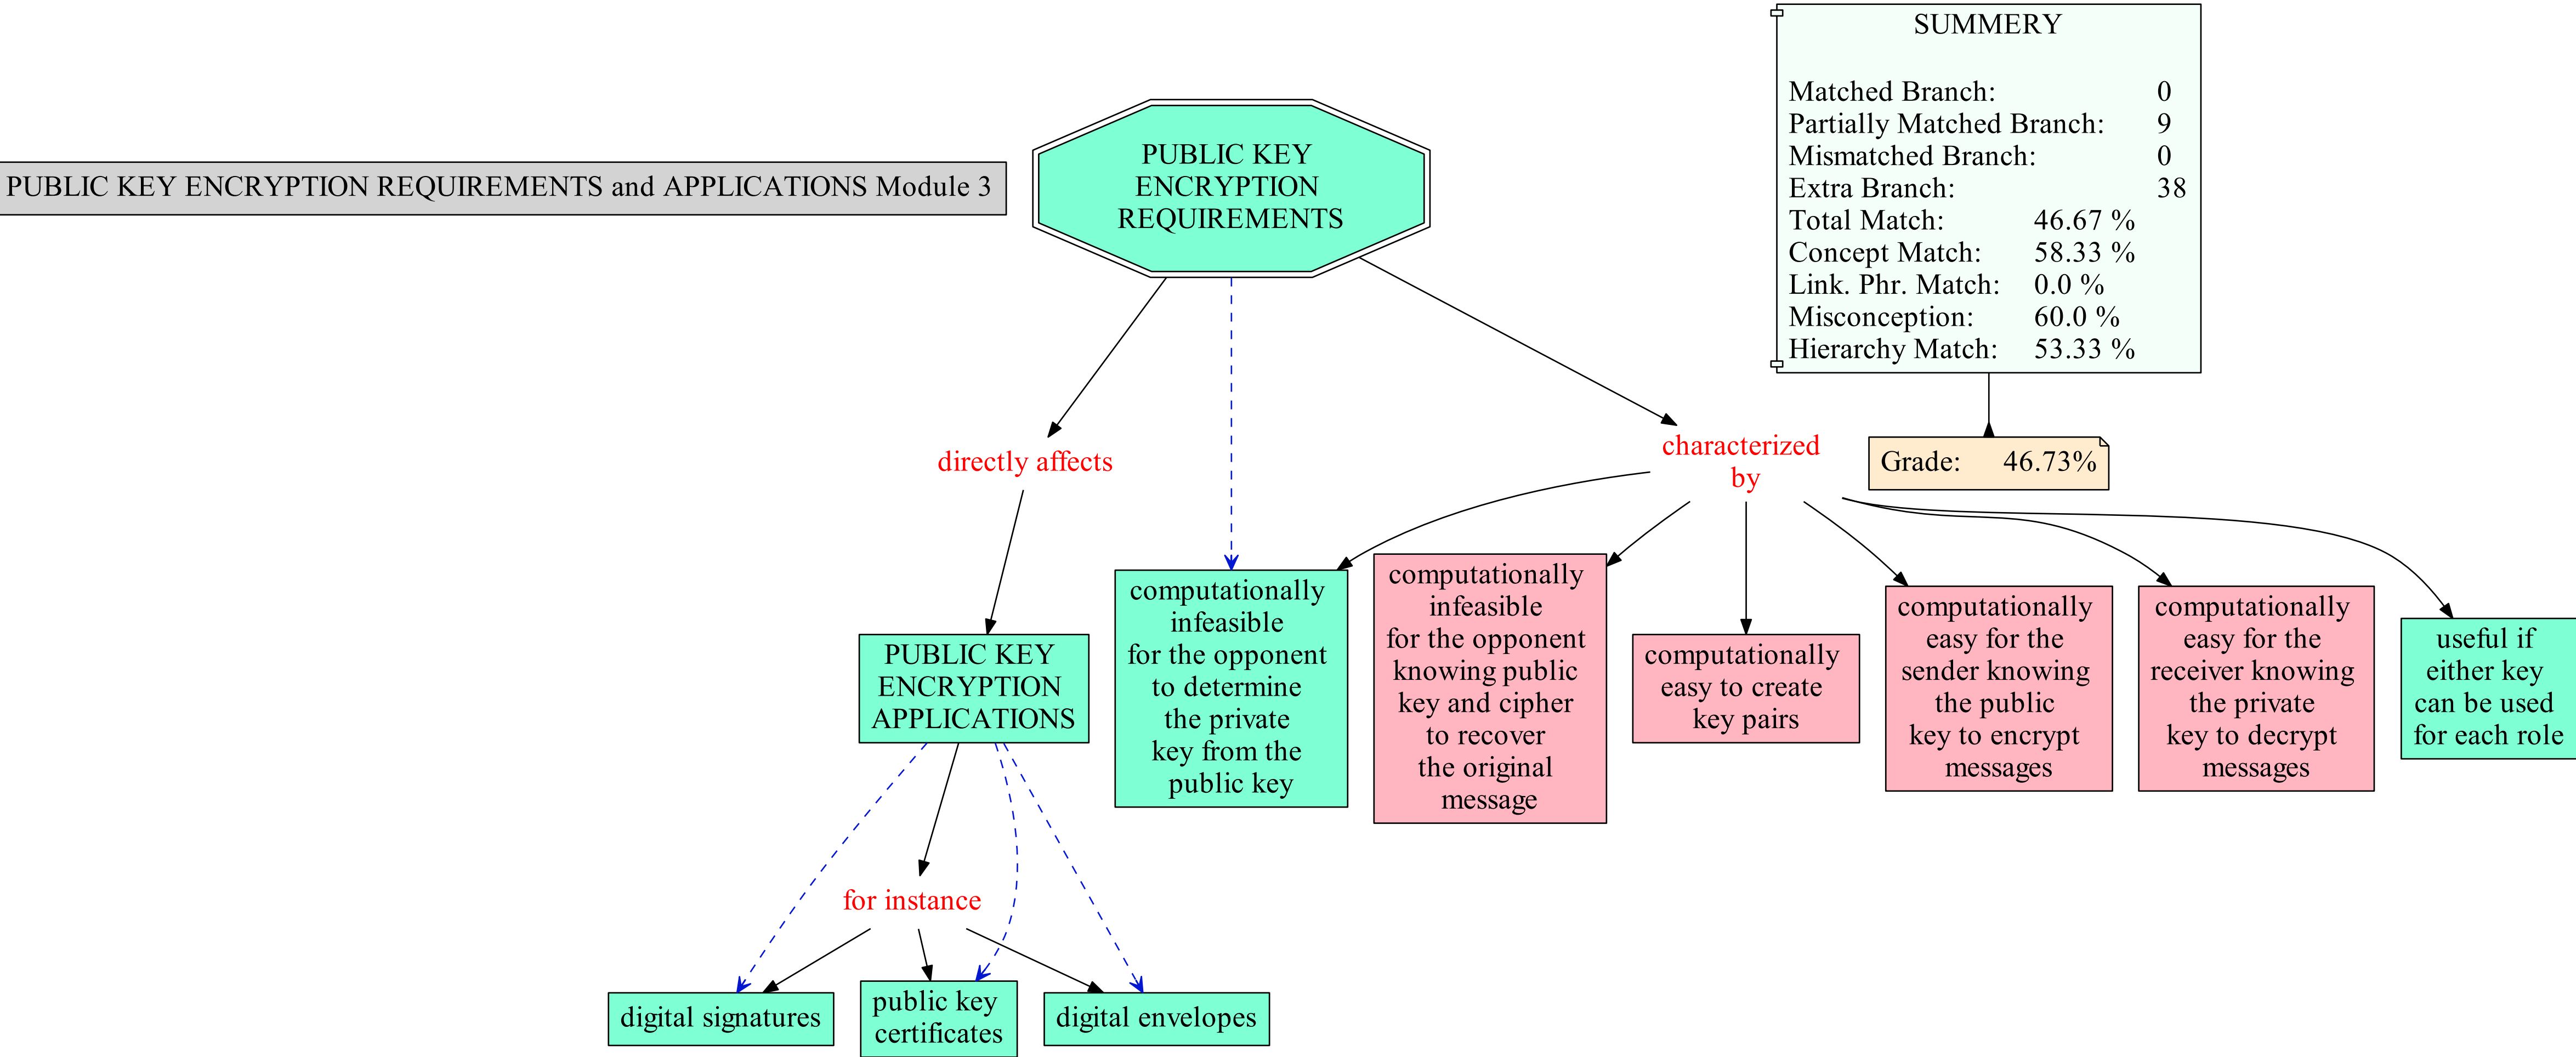 PUBLIC KEY ENCRYPTION REQUIREMENTS and APPLICATIONS Module 3
PUBLIC KEY
ENCRYPTION
REQUIREMENTS
SUMMERY
Matched Branch: 0
Partially Matched Branch: 9
Mismatched Branch: 0
Extra Branch: 38
Total Match: 46.67 %
Concept Match: 58.33 %
Link. Phr. Match: 0.0 %
Misconception: 60.0 %
Hierarchy Match: 53.33 %
Grade: 46.73%
directly affects
characterized
by
PUBLIC KEY
ENCRYPTION
APPLICATIONS
computationally
infeasible
for the opponent
to determine
the private
key from the
public key
computationally
infeasible
for the opponent
knowing public
key and cipher
to recover
the original
message
computationally
easy to create
key pairs
computationally
easy for the
sender knowing
the public
key to encrypt
messages
computationally
easy for the
receiver knowing
the private
key to decrypt
messages
useful if
either key
can be used
for each role
for instance
digital signatures
public key
certificates
digital envelopes